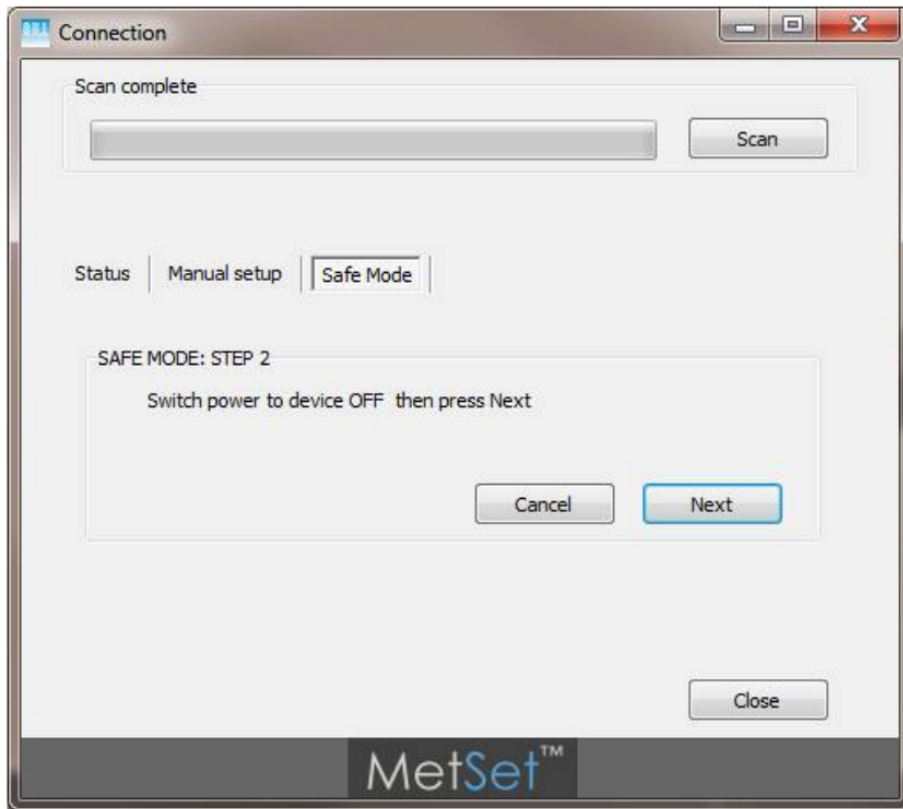 Connection
Scan complete
Scan
Status
Manual setup
Safe Mode
SAFE MODE: STEP 2
Switch power to device OFF then press Next
Cancel
Next
Close
MetSet™